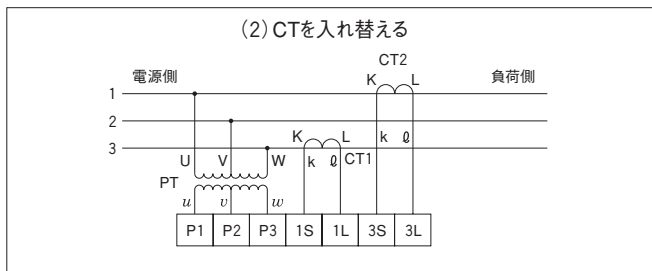 (2)CTを入れ替える
CT2
電源側 K L 負荷側
1
2
K L k ℓ
3
U V W k ℓ CT1
PT
u v w
P1 P2 P3 1S 1L 3S 3L